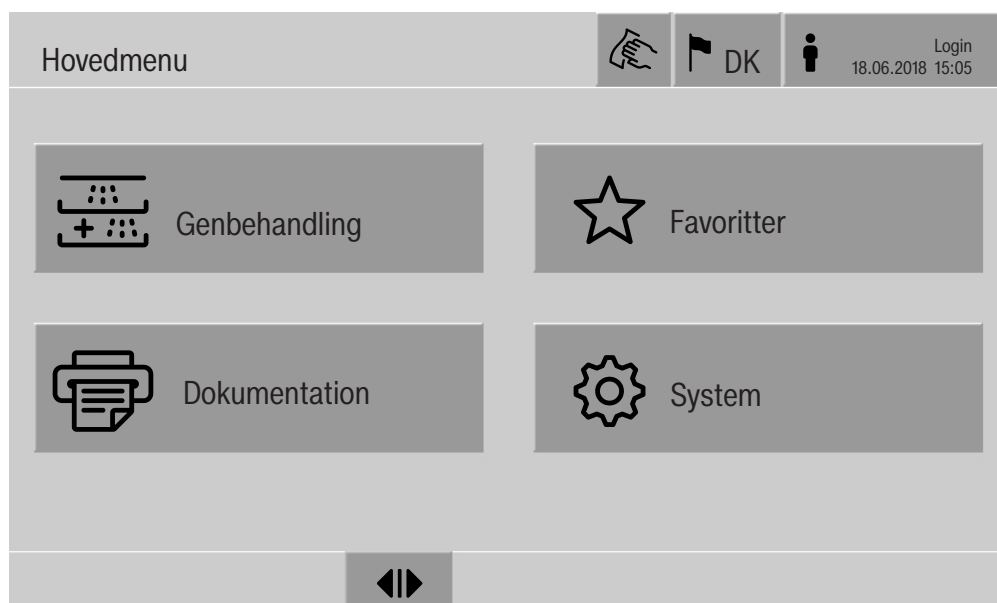 Hovedmenu
DK
Login
18.06.2018 15:05
Genbehandling
Favoritter
Dokumentation
System